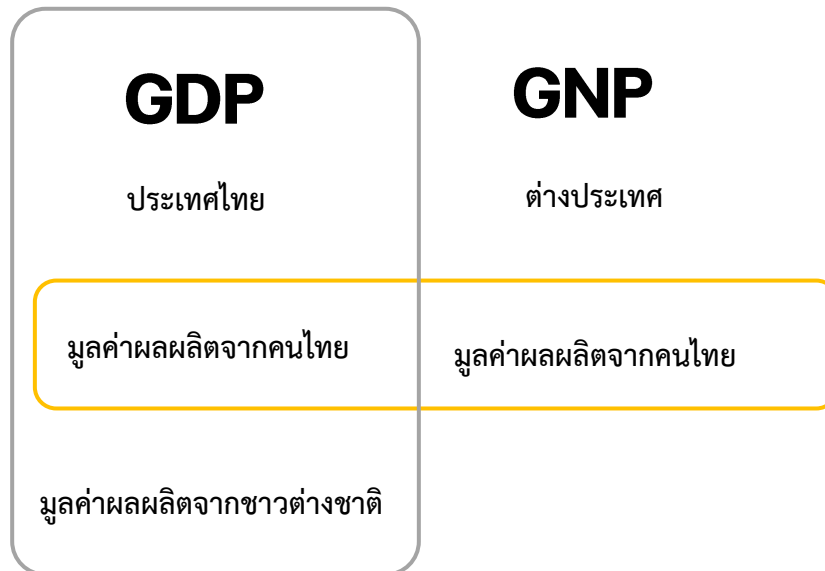 GDP
GNP
ประเทศไทย
ต่างประเทศ
มูลค่าผลผลิตจากคนไทย
มูลค่าผลผลิตจากคนไทย
มูลค่าผลผลิตจากชาวต่างชาติ